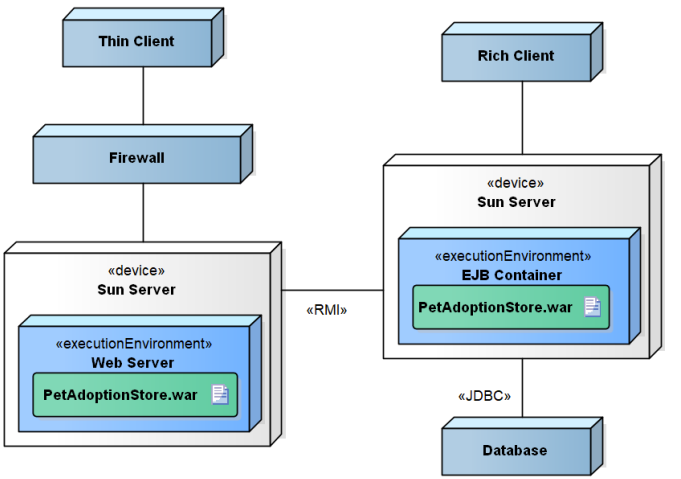 Thin Client
Rich Client
Firewall
«device»
Sun Server
«executionEnvironment»
EJB Container
PetAdoptionStore.war
«device»
Sun Server
«executionEnvironment»
Web Server
PetAdoptionStore.war
«RMI»
«JDBC»
Database